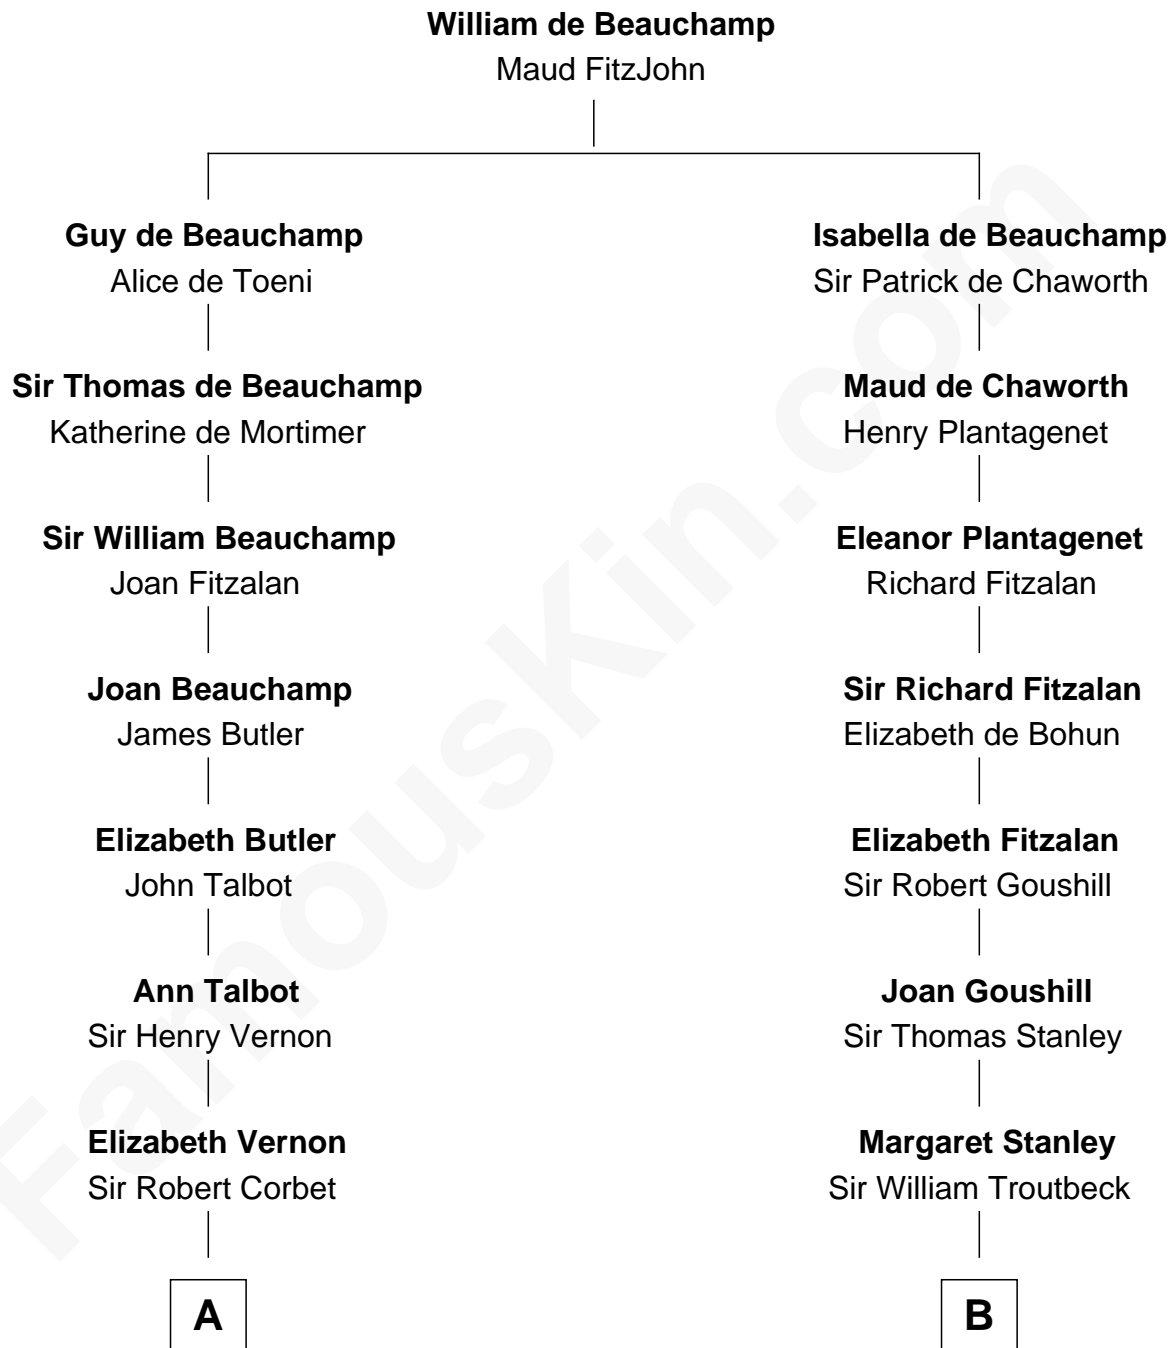 William de Beauchamp
Maud FitzJohn
Guy de Beauchamp
Alice de Toeni
Isabella de Beauchamp
Sir Patrick de Chaworth
Sir Thomas de Beauchamp
Katherine de Mortimer
Maud de Chaworth
Henry Plantagenet
Sir William Beauchamp
Joan Fitzalan
Eleanor Plantagenet
Richard Fitzalan
Joan Beauchamp
James Butler
Sir Richard Fitzalan
Elizabeth de Bohun
Elizabeth Butler
John Talbot
Elizabeth Fitzalan
Sir Robert Goushill
Ann Talbot
Sir Henry Vernon
Joan Goushill
Sir Thomas Stanley
Elizabeth Vernon
Sir Robert Corbet
Margaret Stanley
Sir William Troutbeck
A
B
FamousKin.com